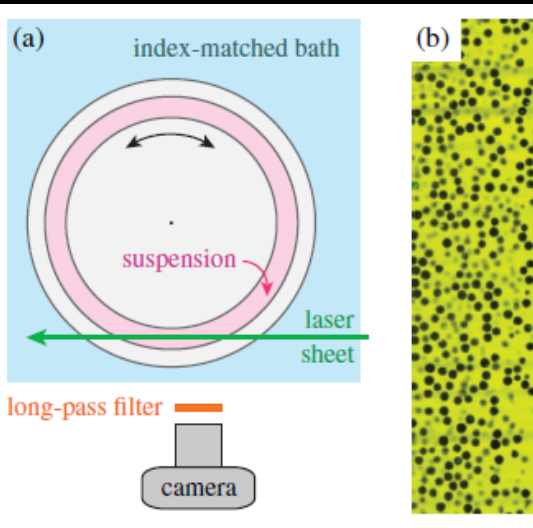 (a)
index-matched bath
suspension
laser
sheet
long-pass filter
camera
(b)